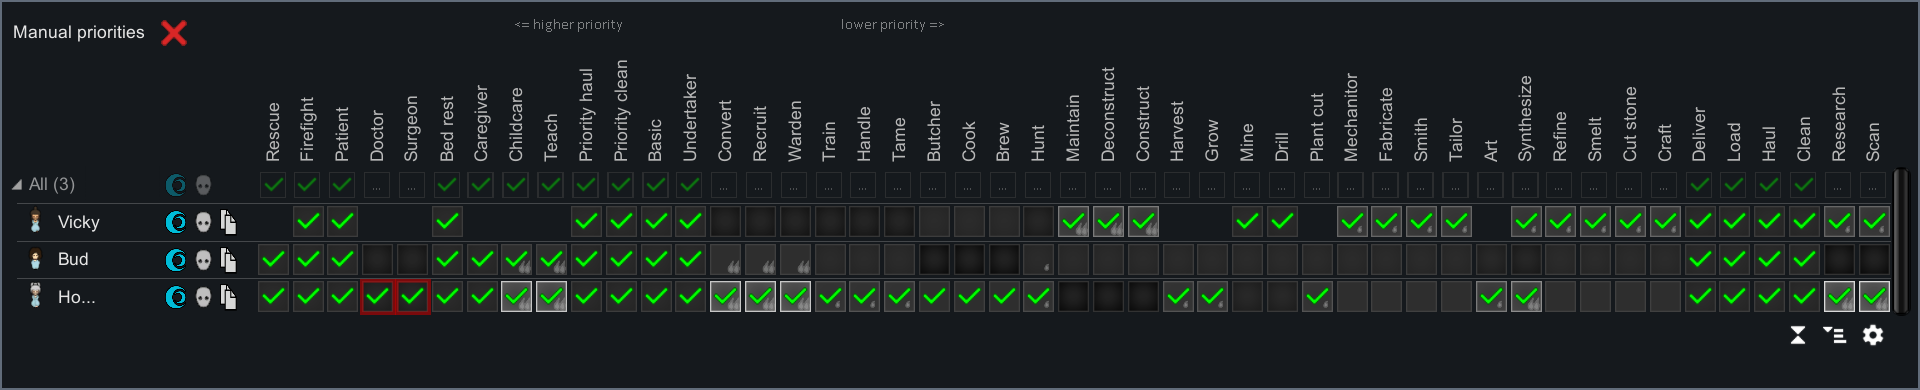 <= higher priority lower priority =>
Manual priorities
Rescue
Firefight
Patient
Doctor
Surgeon
Bed rest
Caregiver
Childcare
Teach
Priority haul
Priority clean
Basic
Undertaker
Convert
Recruit
Warden
Train
Handle
Tame
Butcher
Cook
Brew
Hunt
Maintain
Deconstruct
Construct
Harvest
Grow
Mine
Drill
Plant cut
Mechanitor
Fabricate
Smith
Tailor
Art
Synthesize
Refine
Smelt
Cut stone
Craft
Deliver
Load
Haul
Clean
Research
Scan
All (3) ... ... ... ... ... ... ... ... ... ... ... ... ... ... ... ... ... ... ... ... ... ... ... ... ... ... ... ... ... ... ... ...
Vicky
Bud
Ho...